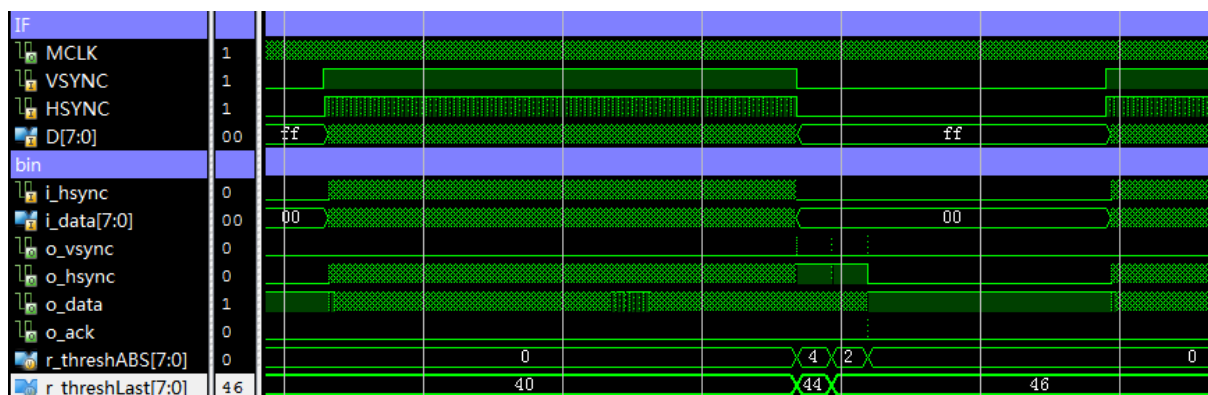 IF
MCLK 1
VSYNC 1
HSYNC 1
D[7:0] 00 ff ff
bin
i_hsync 0
i_data[7:0] 00 00 00
o_vsync 0
o_hsync 0
o_data 1
o_ack 0
r_threshABS[7:0] 0 0 4 2 0
r_threshLast[7:0] 46 40 44 46